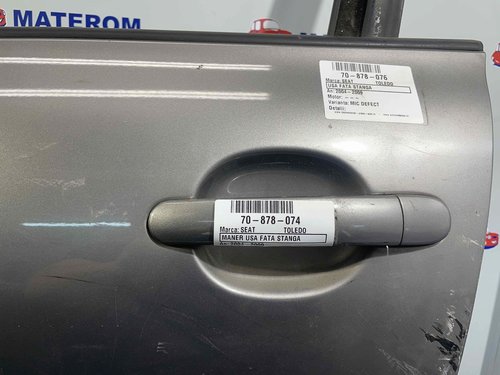 MATEROM
70-878-076
Marca: SEAT TOLEDO
USA FATA STANGA
An: 2004 - 2009
Motor: - - -
Varianta: MIC DEFECT
Detalii:
70-878-074
Marca: SEAT TOLEDO
MANER USA FATA STANGA